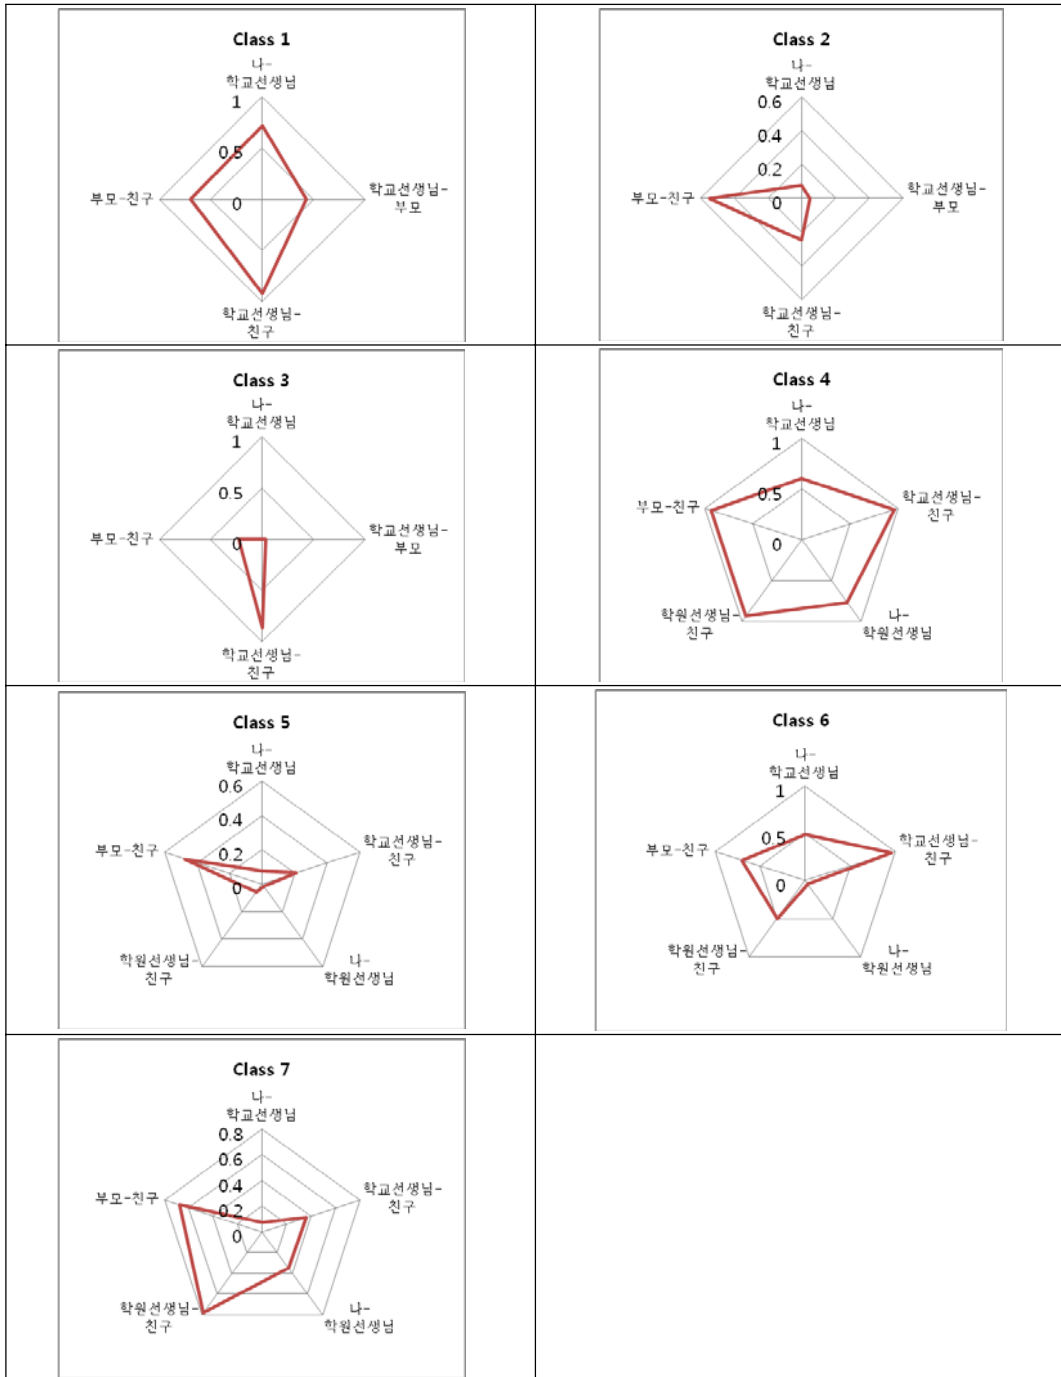 Class 1
나-
학교선생님
1
0.5
0
부모-친구
학교선생님-
부모
학교선생님-
친구
Class 2
나-
학교선생님
0.6
0.4
0.2
0
부모-친구
학교선생님-
부모
학교선생님-
친구
Class 3
나-
학교선생님
1
0.5
0
부모-친구
학교선생님-
부모
학교선생님-
친구
Class 4
나-
학교선생님
1
0.5
0
부모-친구
학교선생님-
친구
학원선생님-
친구
나-
학원선생님
Class 5
나-
학교선생님
0.6
0.4
0.2
0
부모-친구
학교선생님-
친구
학원선생님-
친구
나-
학원선생님
Class 6
나-
학교선생님
1
0.5
0
부모-친구
학교선생님-
친구
학원선생님-
친구
나-
학원선생님
Class 7
나-
학교선생님
0.8
0.6
0.4
0.2
0
부모-친구
학교선생님-
친구
학원선생님-
친구
나-
학원선생님